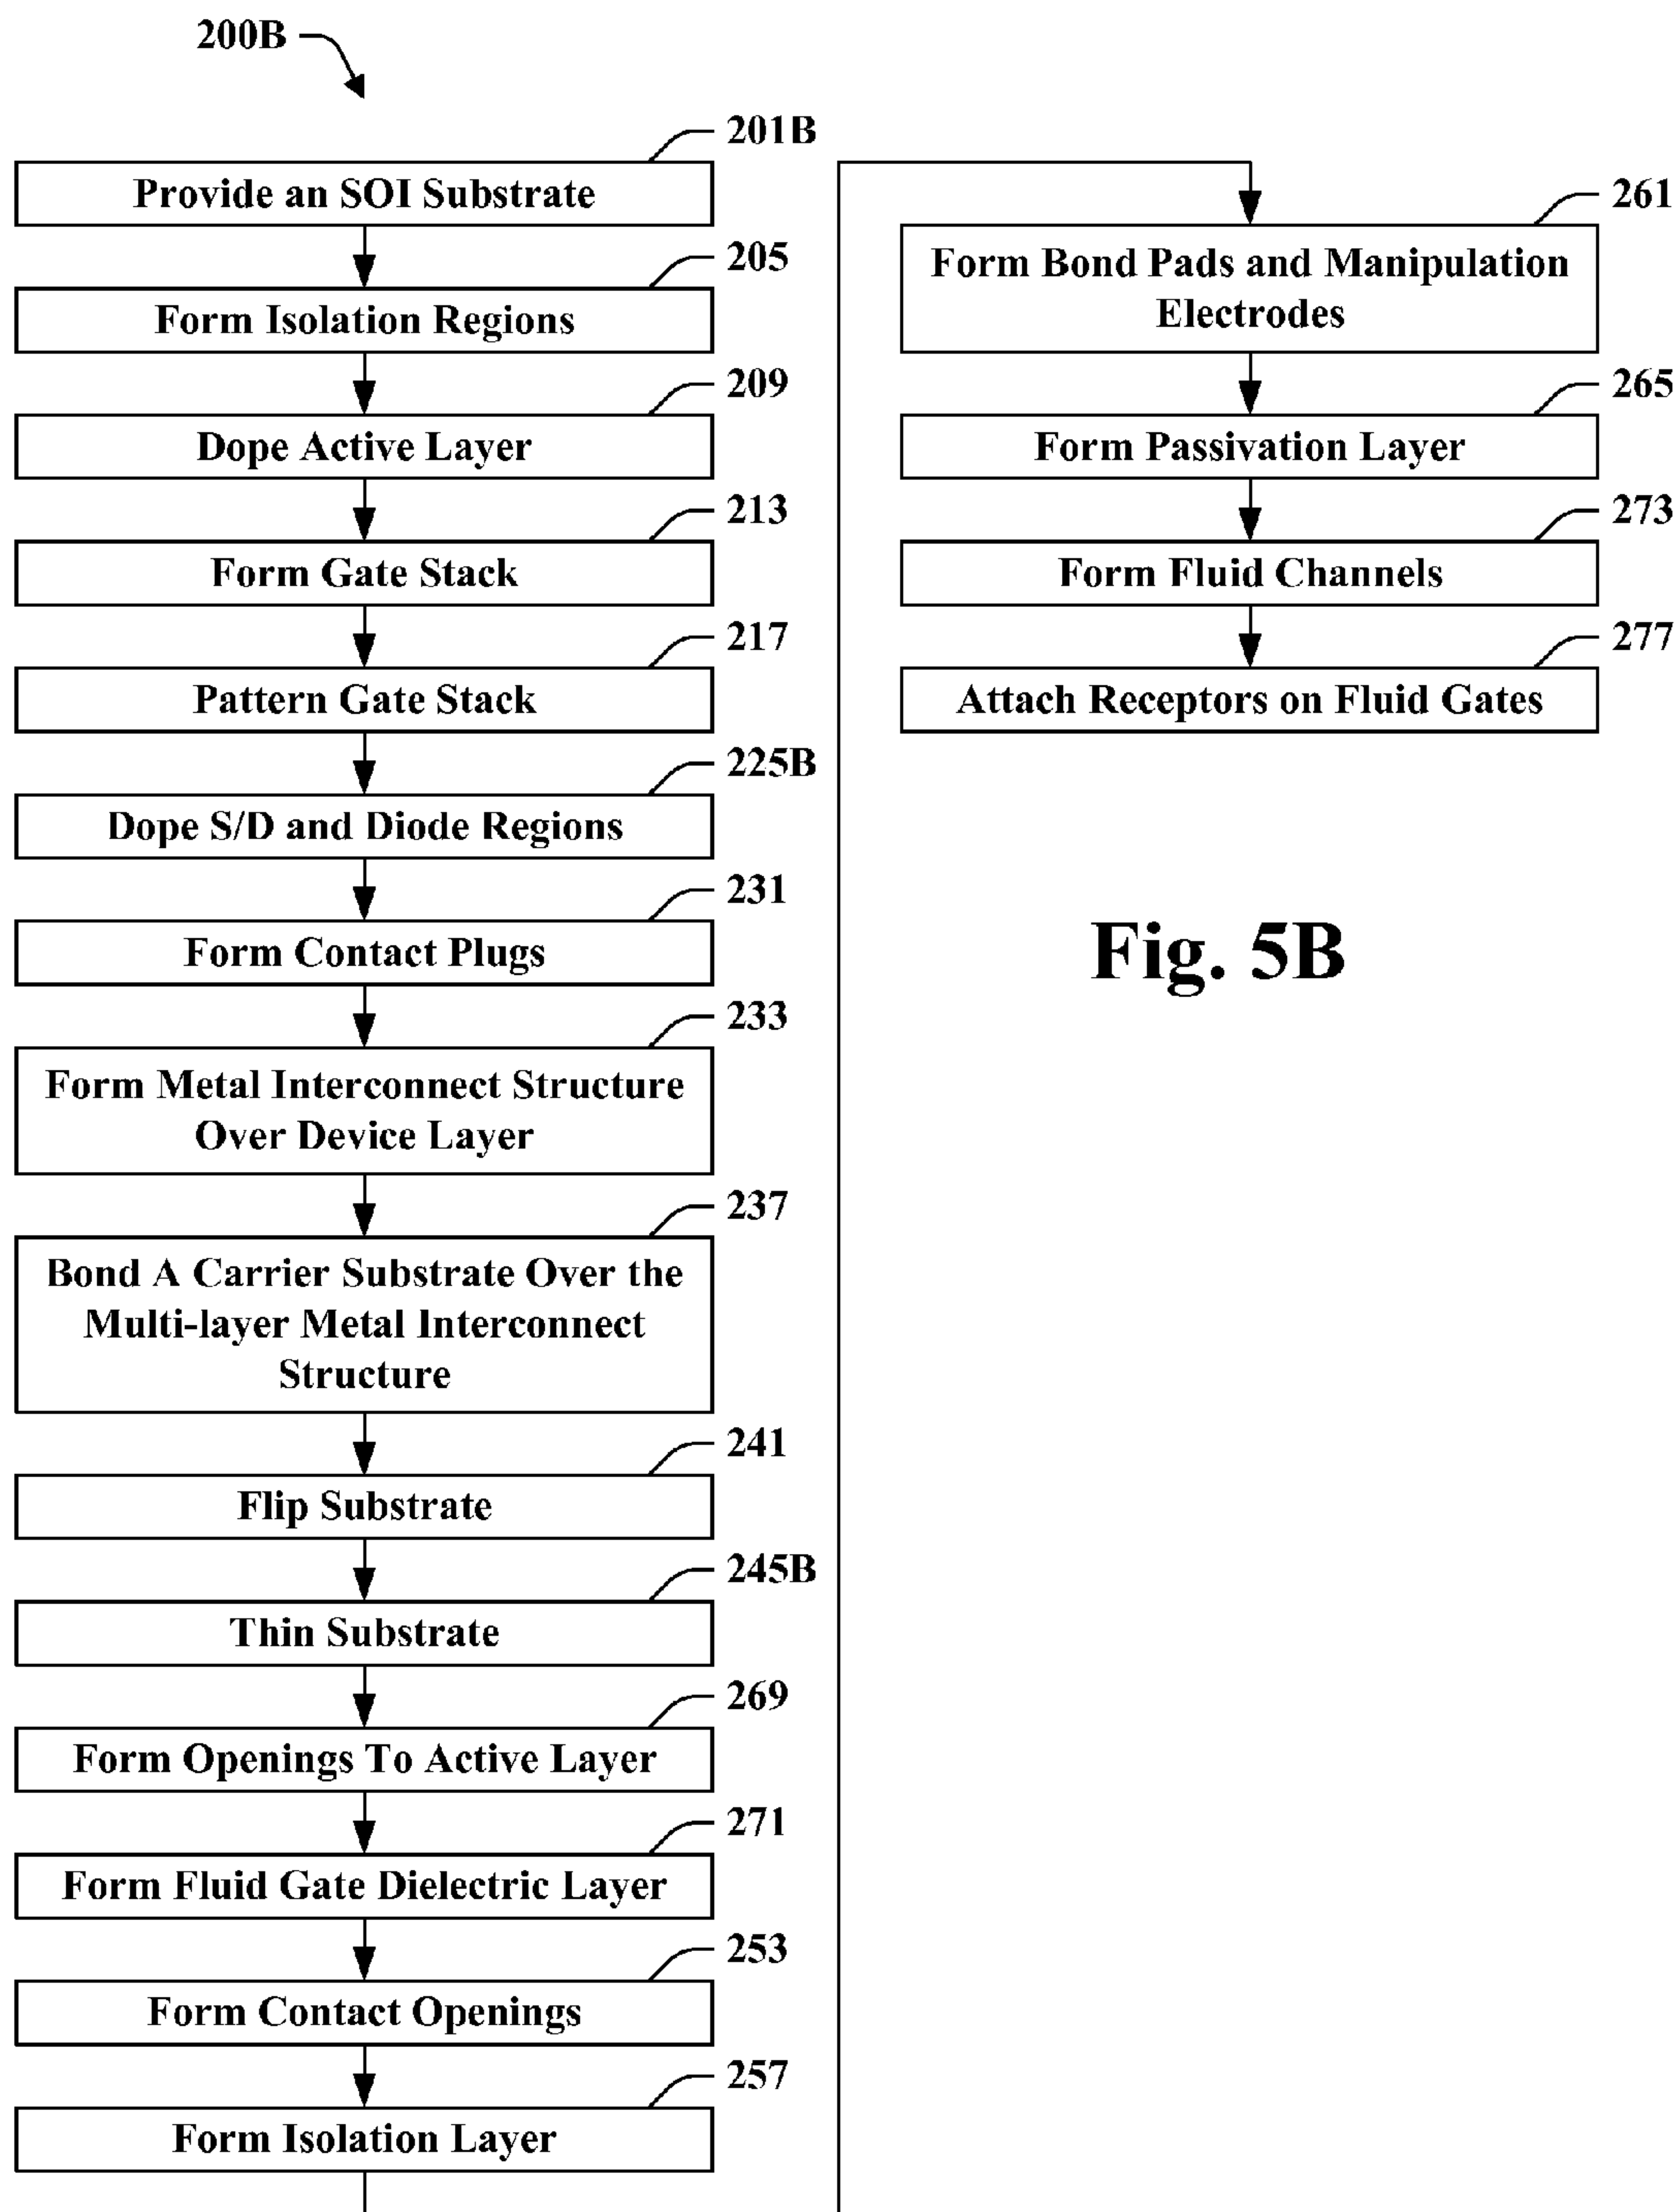 200B
201B
Provide an SOI Substrate
205
Form Isolation Regions
209
Dope Active Layer
213
Form Gate Stack
217
Pattern Gate Stack
225B
Dope S/D and Diode Regions
231
Form Contact Plugs
233
Form Metal Interconnect Structure
Over Device Layer
237
Bond A Carrier Substrate Over the
Multi-layer Metal Interconnect
Structure
241
Flip Substrate
245B
Thin Substrate
269
Form Openings To Active Layer
271
Form Fluid Gate Dielectric Layer
253
Form Contact Openings
257
Form Isolation Layer
261
Form Bond Pads and Manipulation
Electrodes
265
Form Passivation Layer
273
Form Fluid Channels
277
Attach Receptors on Fluid Gates
Fig. 5B